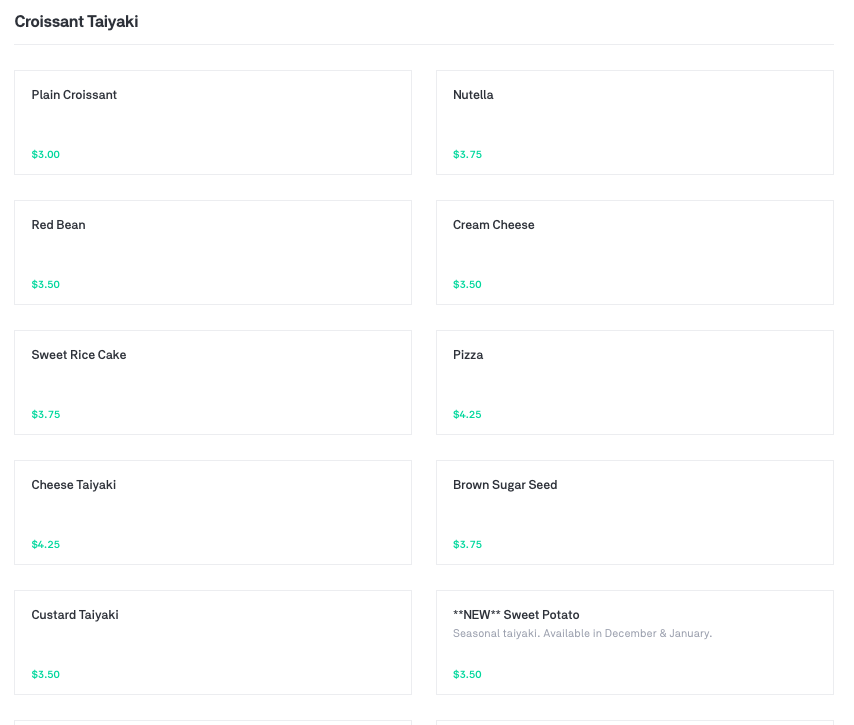 Croissant Taiyaki
Plain Croissant
$3.00
Nutella
$3.75
Red Bean
$3.50
Cream Cheese
$3.50
Sweet Rice Cake
$3.75
Pizza
$4.25
Cheese Taiyaki
$4.25
Brown Sugar Seed
$3.75
Custard Taiyaki
$3.50
**NEW** Sweet Potato
Seasonal taiyaki. Available in December & January.
$3.50